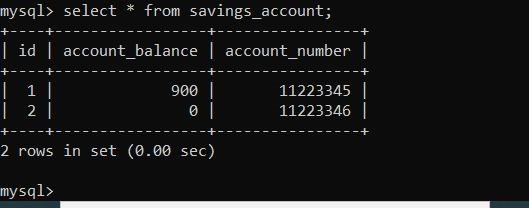 mysql> select * from savings_account;
+----+-----------------+----------------+
| id | account_balance | account_number |
+----+-----------------+----------------+
|  1 |             900 |       11223345 |
|  2 |               0 |       11223346 |
+----+-----------------+----------------+
2 rows in set (0.00 sec)
mysql>